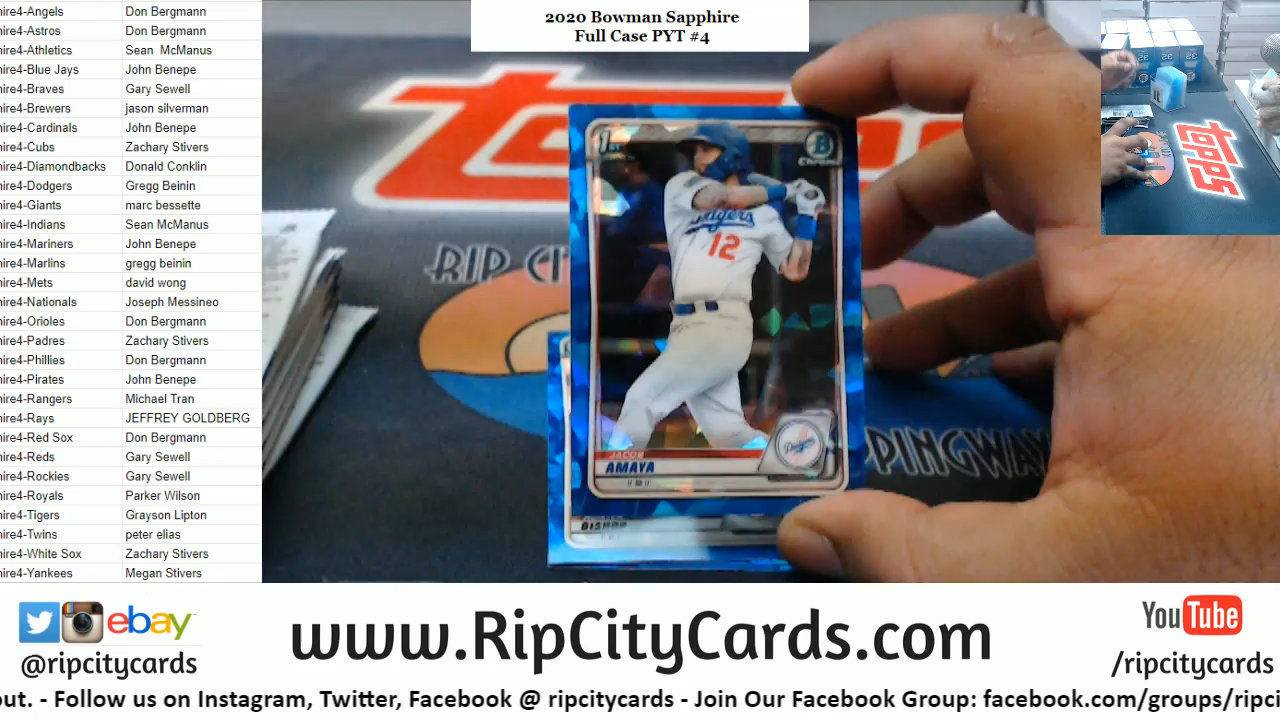 2020 Bowman Sapphire
Full Case PYT #4
hire4-Angels Don Bergmann
hire4-Astros Don Bergmann
hire4-Athletics Sean McManus
hire4-Blue Jays John Benepe
hire4-Braves Gary Sewell
hire4-Brewers jason silverman
hire4-Cardinals John Benepe
hire4-Cubs Zachary Stivers
hire4-Diamondbacks Donald Conklin
hire4-Dodgers Gregg Beinin
hire4-Giants marc bessette
hire4-Indians Sean McManus
hire4-Mariners John Benepe
hire4-Marlins gregg beinin
hire4-Mets david wong
hire4-Nationals Joseph Messineo
hire4-Orioles Don Bergmann
hire4-Padres Zachary Stivers
hire4-Phillies Don Bergmann
hire4-Pirates John Benepe
hire4-Rangers Michael Tran
hire4-Rays JEFFREY GOLDBERG
hire4-Red Sox Don Bergmann
hire4-Reds Gary Sewell
hire4-Rockies Gary Sewell
hire4-Royals Parker Wilson
hire4-Tigers Grayson Lipton
hire4-Twins peter elias
hire4-White Sox Zachary Stivers
hire4-Yankees Megan Stivers
topps
RIP CI
PPINGWAX
1ST
B
Chrome
Dodgers
12
Dodgers
JACOB
AMAYA
BISHOP
topps
ebay
@ripcitycards
www.RipCityCards.com
YouTube
/ripcitycards
out. - Follow us on Instagram, Twitter, Facebook @ ripcitycards - Join Our Facebook Group: facebook.com/groups/ripci